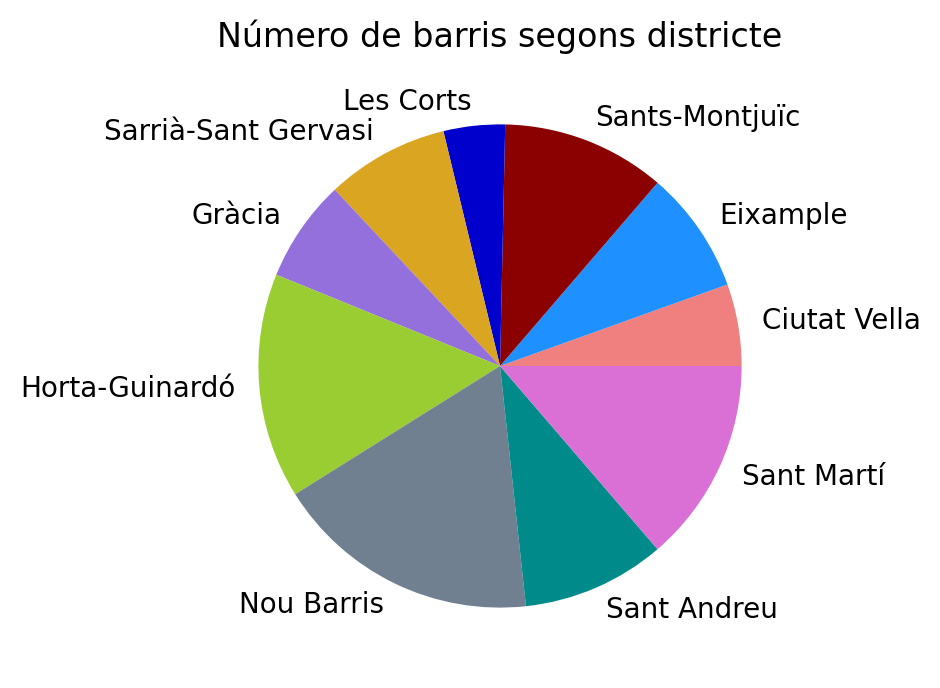 Número de barris segons districte
Les Corts
Sants-Montjuïc
Sarrià-Sant Gervasi
Gràcia
Eixample
Ciutat Vella
Horta-Guinardó
Sant Martí
Nou Barris
Sant Andreu